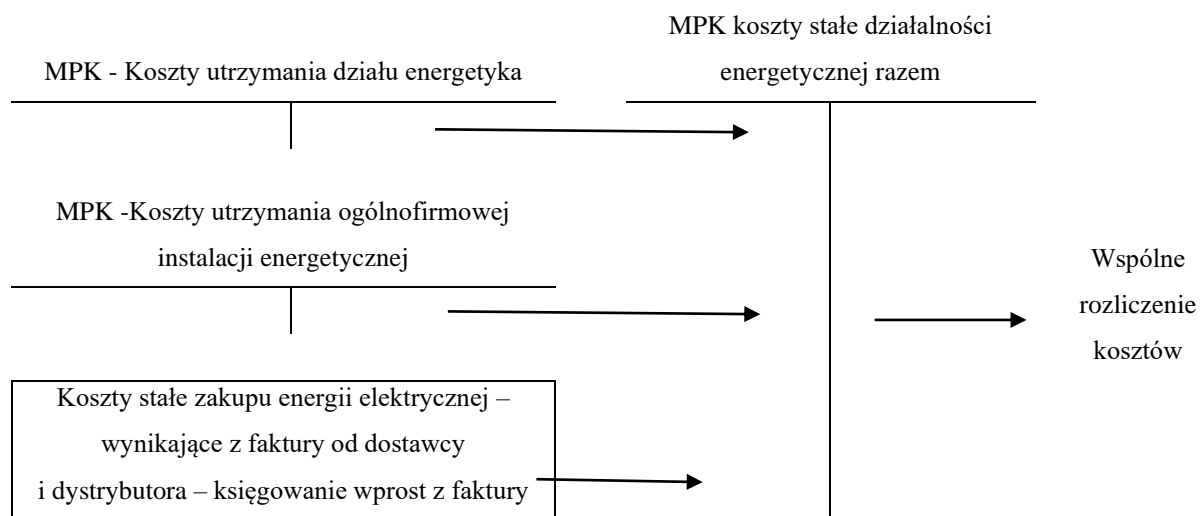 MPK koszty stałe działalności
energetycznej razem
MPK - Koszty utrzymania działu energetyka
MPK -Koszty utrzymania ogólnofirmowej
instalacji energetycznej
Wspólne
rozliczenie
kosztów
Koszty stałe zakupu energii elektrycznej –
wynikające z faktury od dostawcy
i dystrybutora – księgowanie wprost z faktury